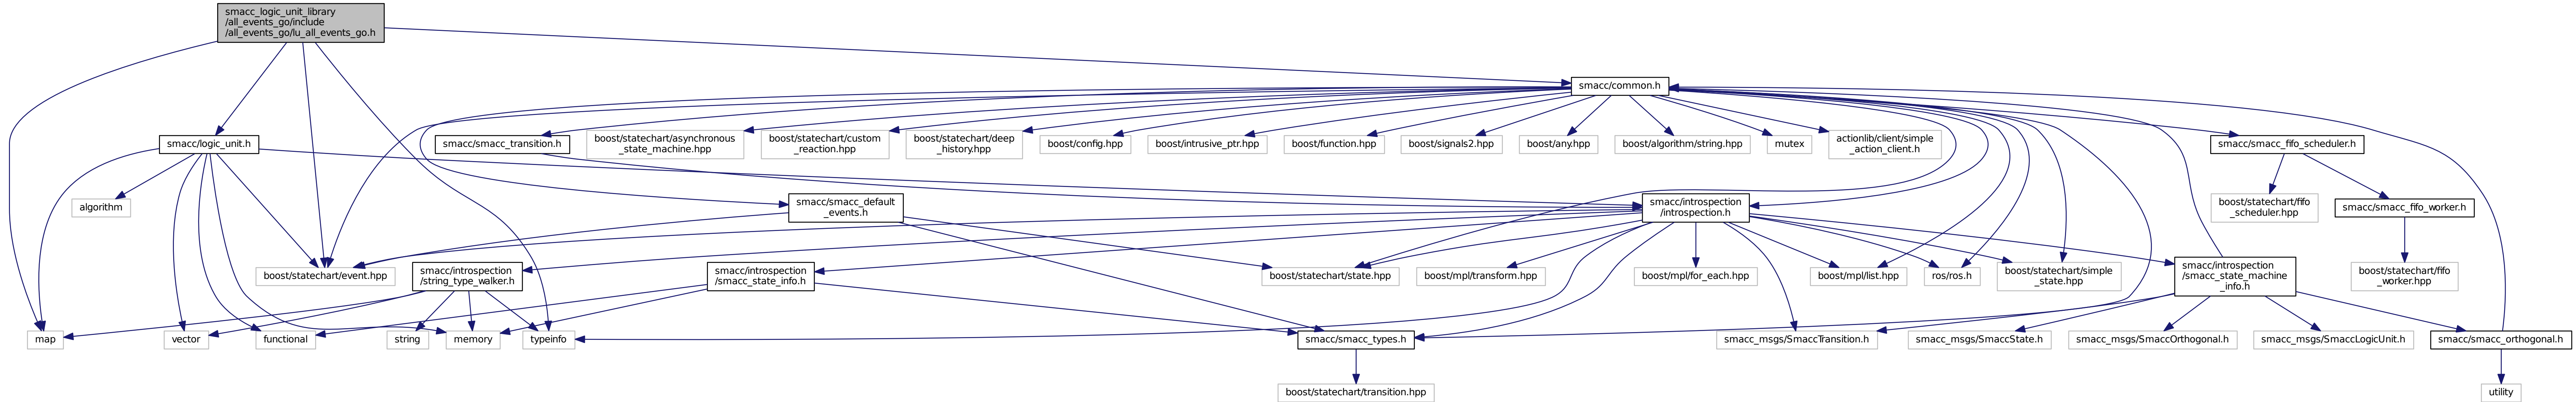 smacc_logic_unit_library
/all_events_go/include
/all_events_go/lu_all_events_go.h
smacc/common.h
smacc/logic_unit.h
smacc/smacc_transition.h
boost/statechart/asynchronous
_state_machine.hpp
boost/statechart/custom
_reaction.hpp
boost/statechart/deep
_history.hpp
boost/config.hpp
boost/intrusive_ptr.hpp
boost/function.hpp
boost/signals2.hpp
boost/any.hpp
boost/algorithm/string.hpp
mutex
actionlib/client/simple
_action_client.h
smacc/smacc_fifo_scheduler.h
algorithm
smacc/smacc_default
_events.h
smacc/introspection
/introspection.h
boost/statechart/fifo
_scheduler.hpp
smacc/smacc_fifo_worker.h
boost/statechart/event.hpp
smacc/introspection
/string_type_walker.h
smacc/introspection
/smacc_state_info.h
boost/statechart/state.hpp
boost/mpl/transform.hpp
boost/mpl/for_each.hpp
boost/mpl/list.hpp
ros/ros.h
boost/statechart/simple
_state.hpp
smacc/introspection
/smacc_state_machine
_info.h
boost/statechart/fifo
_worker.hpp
map
vector
functional
string
memory
typeinfo
smacc/smacc_types.h
smacc_msgs/SmaccTransition.h
smacc_msgs/SmaccState.h
smacc_msgs/SmaccOrthogonal.h
smacc_msgs/SmaccLogicUnit.h
smacc/smacc_orthogonal.h
boost/statechart/transition.hpp
utility